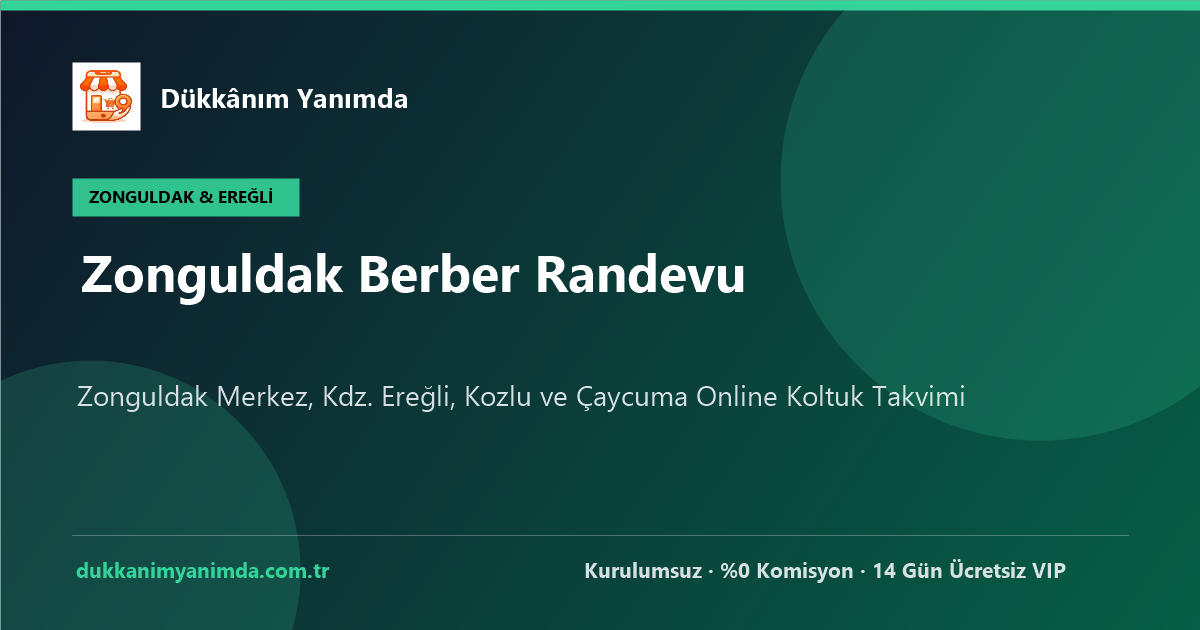 Dükkânım Yanımda
ZONGULDAK & EREĞLİ
Zonguldak Berber Randevu
Zonguldak Merkez, Kdz. Ereğli, Kozlu ve Çaycuma Online Koltuk Takvimi
dukkanimyanimda.com.tr
Kurulumsuz · %0 Komisyon · 14 Gün Ücretsiz VIP